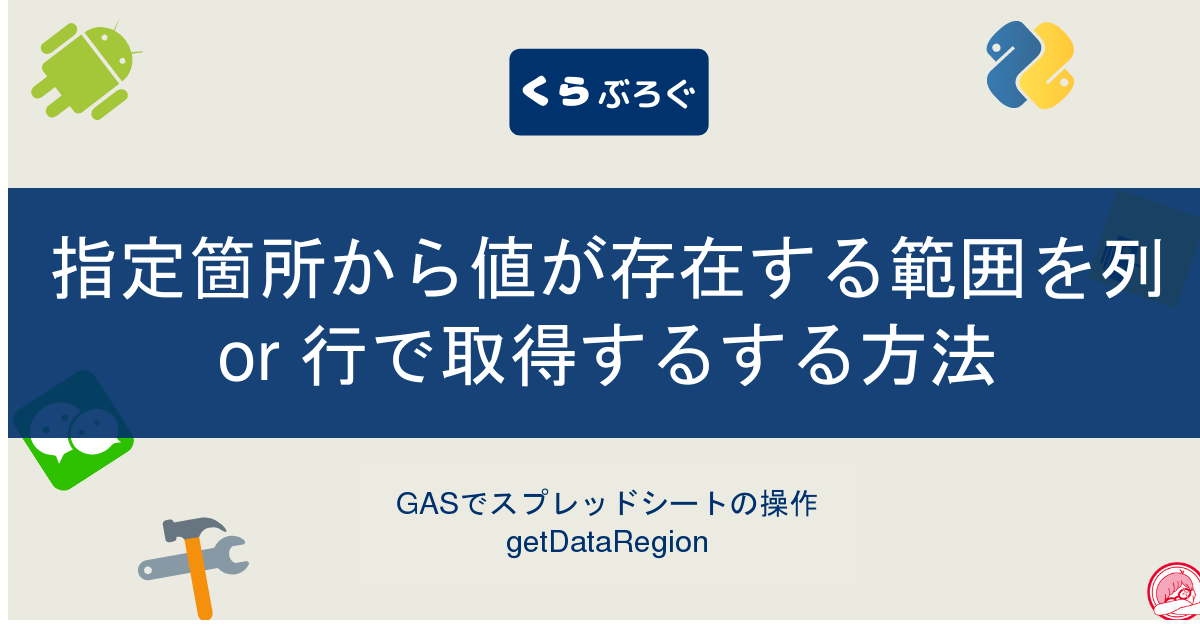 くらぶろぐ
指定箇所から値が存在する範囲を列
or 行で取得するする方法
GASでスプレッドシートの操作
getDataRegion